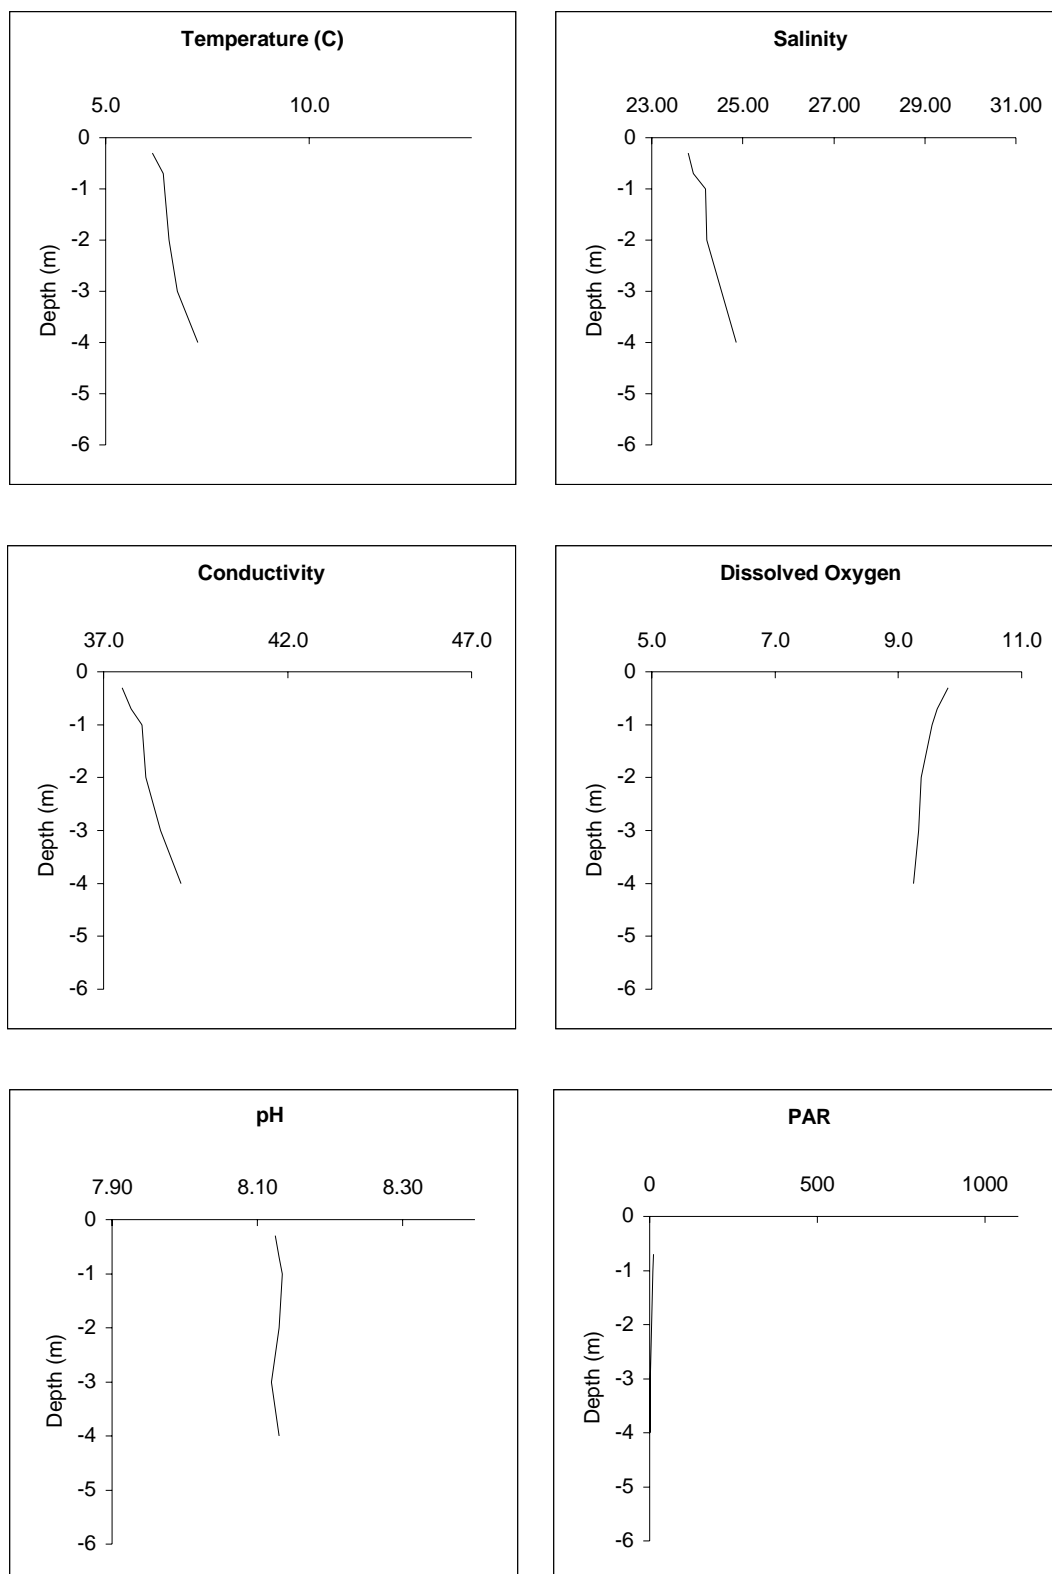 Temperature (C)
5.0 10.0
0
-1
-2
-3
-4
-5
-6
Depth (m)
Salinity
23.00 25.00 27.00 29.00 31.00
0
-1
-2
-3
-4
-5
-6
Depth (m)
Conductivity
37.0 42.0 47.0
0
-1
-2
-3
-4
-5
-6
Depth (m)
Dissolved Oxygen
5.0 7.0 9.0 11.0
0
-1
-2
-3
-4
-5
-6
Depth (m)
pH
7.90 8.10 8.30
0
-1
-2
-3
-4
-5
-6
Depth (m)
PAR
0 500 1000
0
-1
-2
-3
-4
-5
-6
Depth (m)